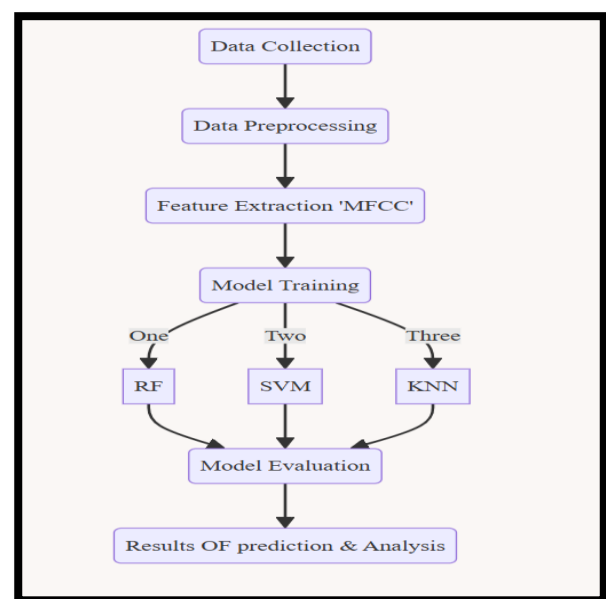 Data Collection
Data Preprocessing
Feature Extraction 'MFCC'
Model Training
One Two Three
RF SVM KNN
Model Evaluation
Results OF prediction & Analysis